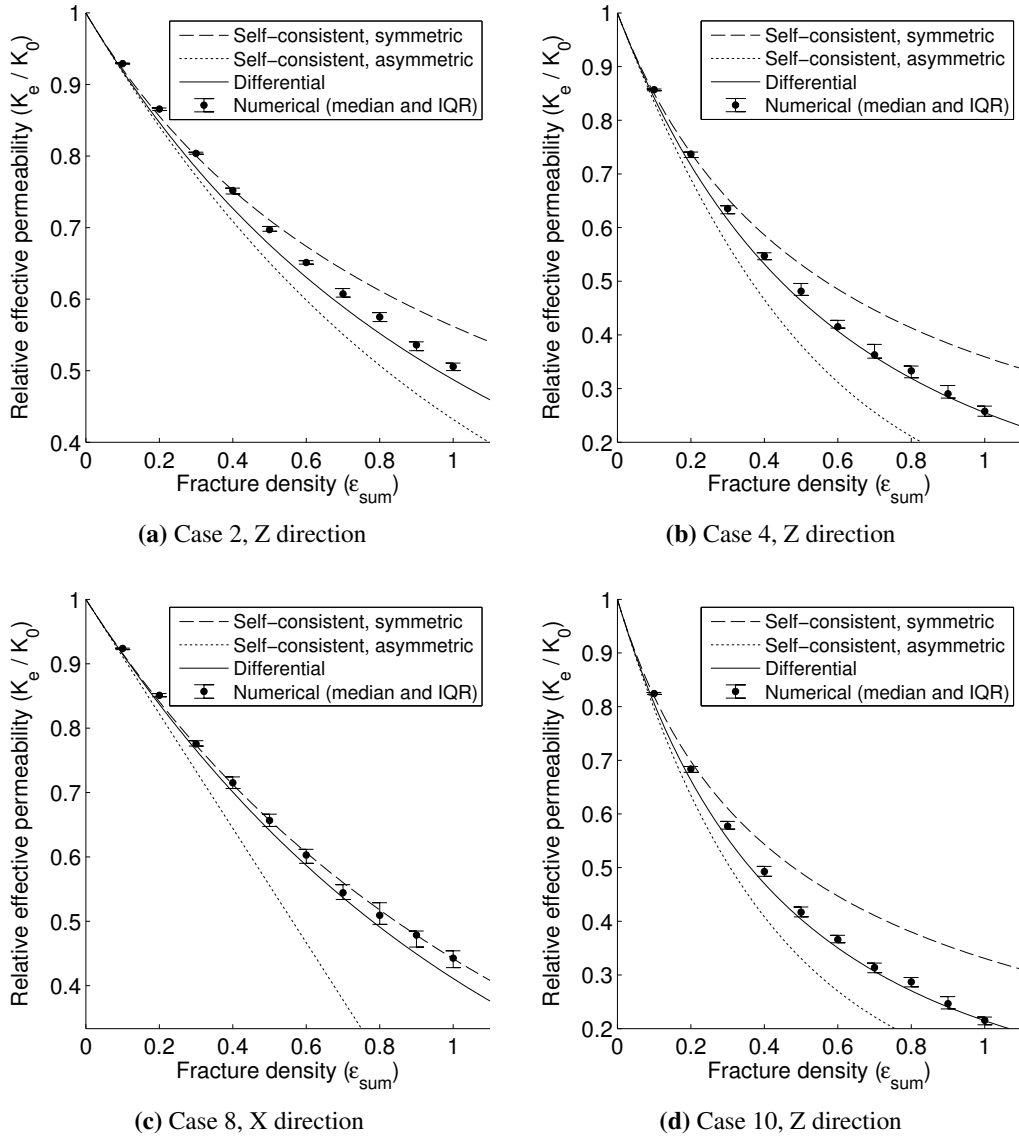 Relative effective permeability (K_e / K_0)
1
0.9
0.8
0.7
0.6
0.5
0.4
Self−consistent, symmetric
Self−consistent, asymmetric
Differential
Numerical (median and IQR)
0 0.2 0.4 0.6 0.8 1
Fracture density (ε_sum)
(a) Case 2, Z direction
Relative effective permeability (K_e / K_0)
1
0.9
0.8
0.7
0.6
0.5
0.4
0.3
0.2
Self−consistent, symmetric
Self−consistent, asymmetric
Differential
Numerical (median and IQR)
0 0.2 0.4 0.6 0.8 1
Fracture density (ε_sum)
(b) Case 4, Z direction
Relative effective permeability (K_e / K_0)
1
0.9
0.8
0.7
0.6
0.5
0.4
Self−consistent, symmetric
Self−consistent, asymmetric
Differential
Numerical (median and IQR)
0 0.2 0.4 0.6 0.8 1
Fracture density (ε_sum)
(c) Case 8, X direction
Relative effective permeability (K_e / K_0)
1
0.9
0.8
0.7
0.6
0.5
0.4
0.3
0.2
Self−consistent, symmetric
Self−consistent, asymmetric
Differential
Numerical (median and IQR)
0 0.2 0.4 0.6 0.8 1
Fracture density (ε_sum)
(d) Case 10, Z direction